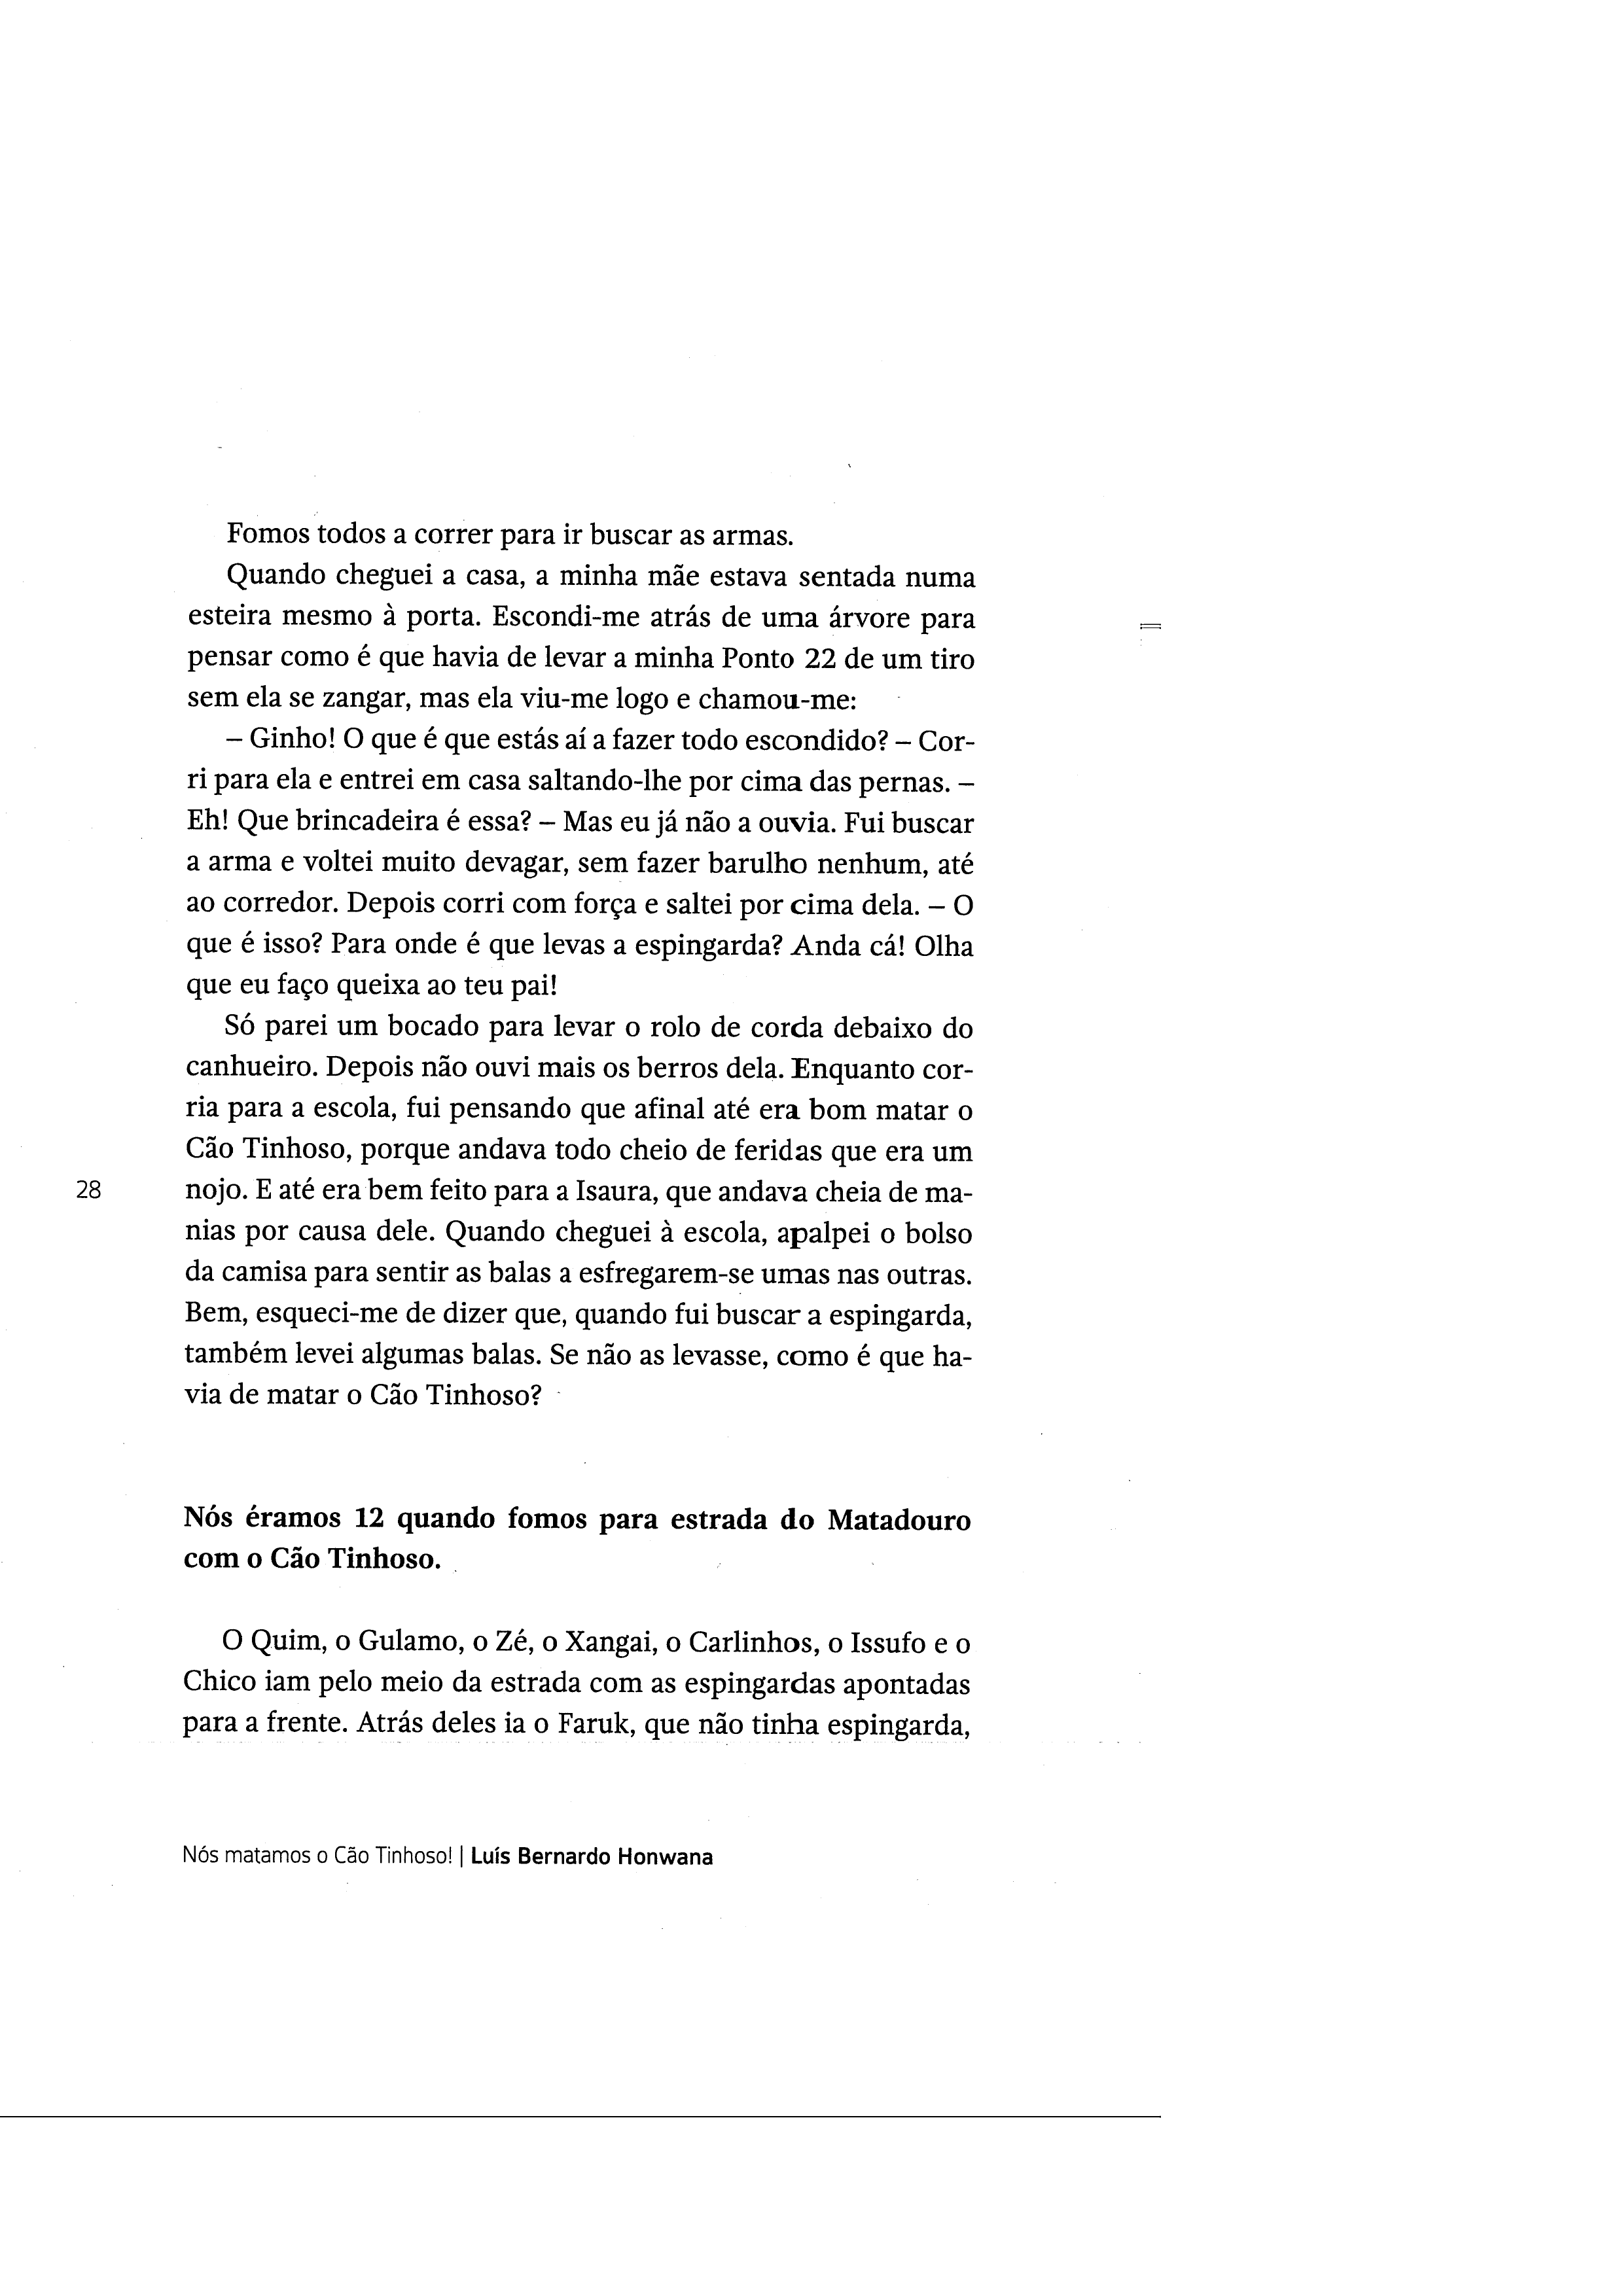 Fomos todos a correr para ir buscar as armas.
Quando cheguei a casa, a minha mãe estava sentada numa
esteira mesmo à porta. Escondi-me atrás de uma árvore para
pensar como é que havia de levar a minha Ponto 22 de um tiro
sem ela se zangar, mas ela viu-me logo e chamou-me:
– Ginho! O que é que estás aí a fazer todo escondido? – Cor-
ri para ela e entrei em casa saltando-lhe por cima das pernas. –
Eh! Que brincadeira é essa? – Mas eu já não a ouvia. Fui buscar
a arma e voltei muito devagar, sem fazer barulho nenhum, até
ao corredor. Depois corri com força e saltei por cima dela. – O
que é isso? Para onde é que levas a espingarda? Anda cá! Olha
que eu faço queixa ao teu pai!
Só parei um bocado para levar o rolo de corda debaixo do
canhueiro. Depois não ouvi mais os berros dela. Enquanto cor-
ria para a escola, fui pensando que afinal até era bom matar o
Cão Tinhoso, porque andava todo cheio de feridas que era um
28 nojo. E até era bem feito para a Isaura, que andava cheia de ma-
nias por causa dele. Quando cheguei à escola, apalpei o bolso
da camisa para sentir as balas a esfregarem-se umas nas outras.
Bem, esqueci-me de dizer que, quando fui buscar a espingarda,
também levei algumas balas. Se não as levasse, como é que ha-
via de matar o Cão Tinhoso?
Nós éramos 12 quando fomos para estrada do Matadouro
com o Cão Tinhoso.
O Quim, o Gulamo, o Zé, o Xangai, o Carlinhos, o Issufo e o
Chico iam pelo meio da estrada com as espingardas apontadas
para a frente. Atrás deles ia o Faruk, que não tinha espingarda,
Nós matamos o Cão Tinhoso! | Luís Bernardo Honwana